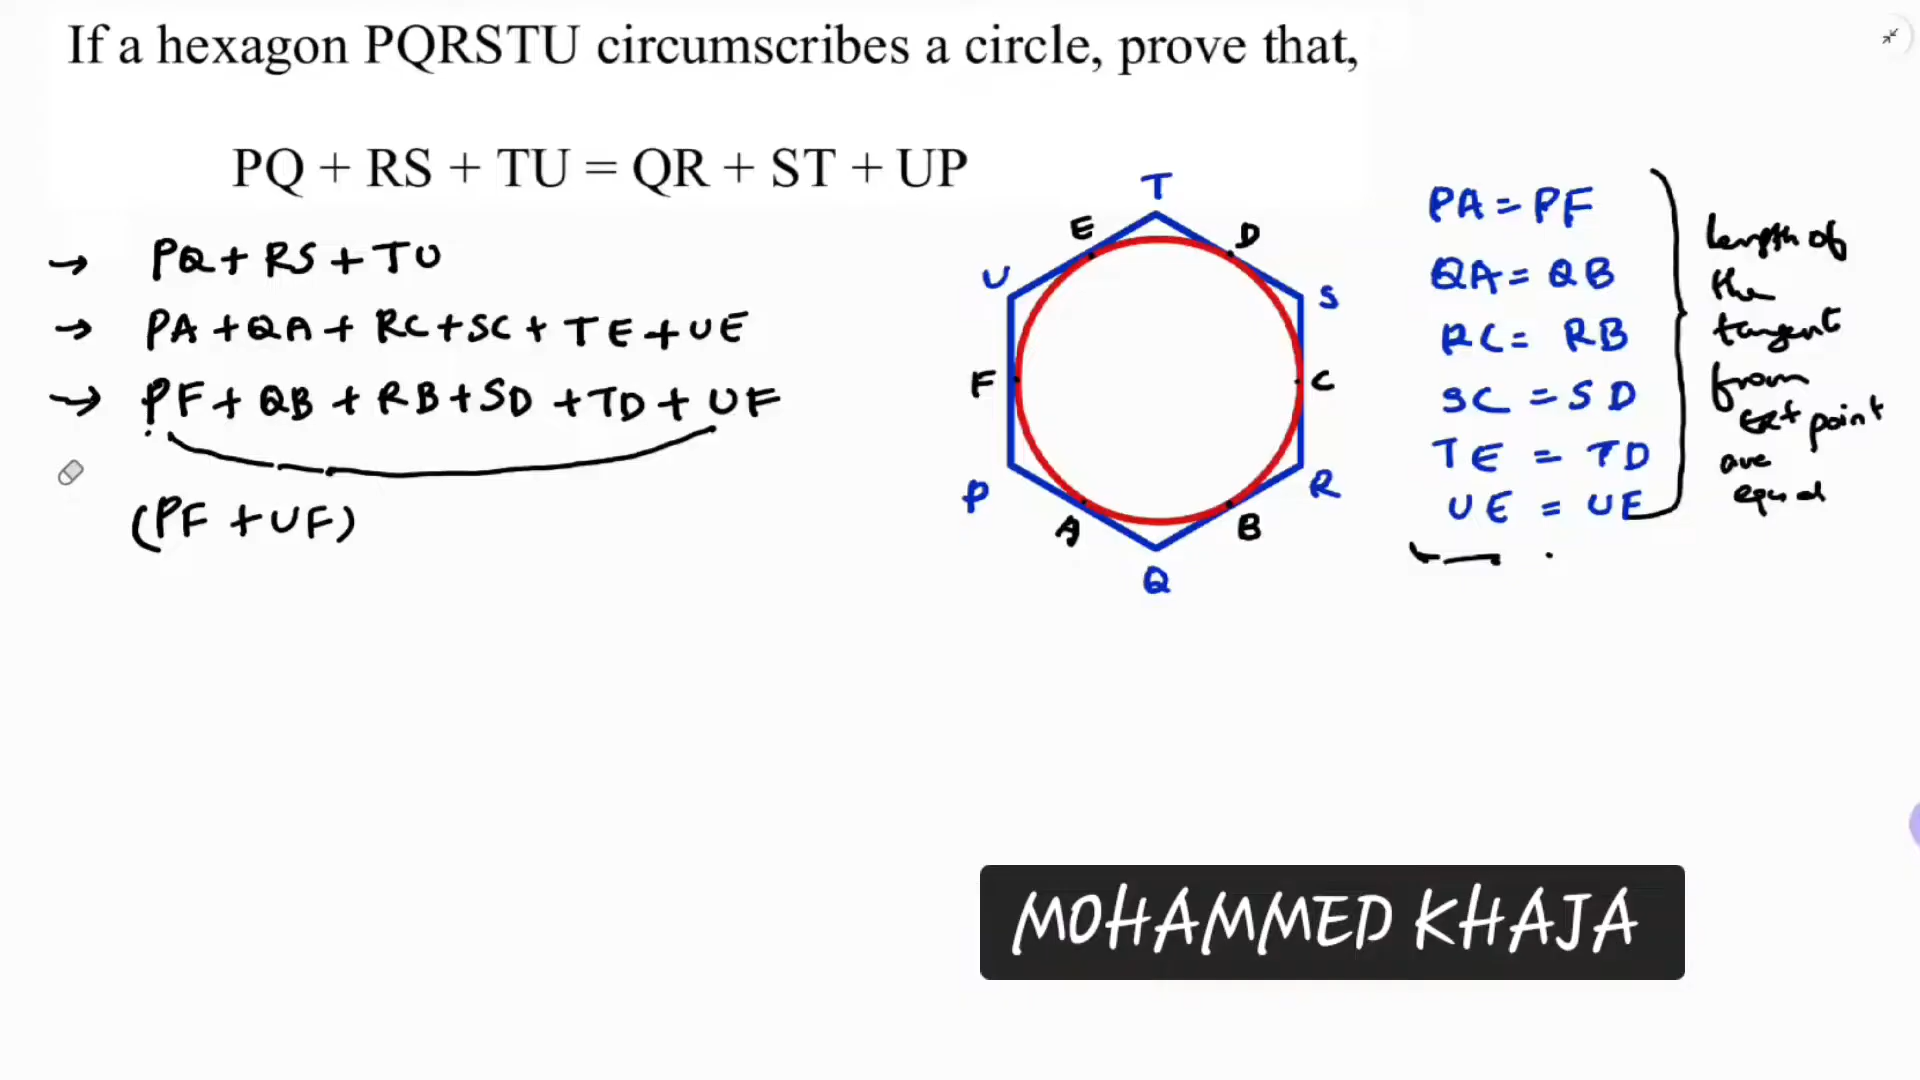 If a hexagon PQRSTU circumscribes a circle, prove that,
PQ + RS + TU = QR + ST + UP
→ PQ + RS + TU
→ PA + QA + RC + SC + TE + UE
→ PF + QB + RB + SD + TD + UF
(PF + UF)
T
E
D
U
S
F
C
P
R
A
B
Q
PA = PF
QA = QB
RC = RB
SC = SD
TE = TD
UE = UF
length of
the
tangent
from
ext point
are
equal
MOHAMMED KHAJA